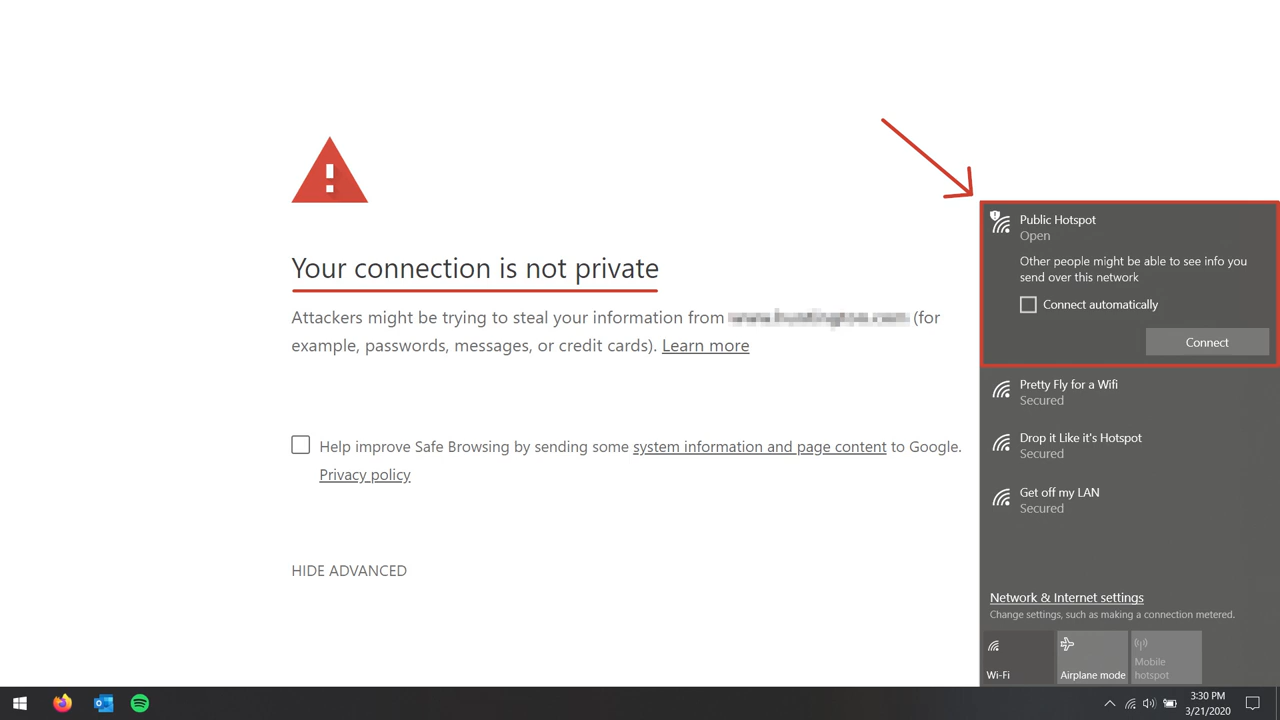 Your connection is not private
Attackers might be trying to steal your information from (for
example, passwords, messages, or credit cards). Learn more
Help improve Safe Browsing by sending some system information and page content to Google.
Privacy policy
HIDE ADVANCED
Public Hotspot
Open
Other people might be able to see info you
send over this network
Connect automatically
Connect
Pretty Fly for a Wifi
Secured
Drop it Like it's Hotspot
Secured
Get off my LAN
Secured
Network & Internet settings
Change settings, such as making a connection metered.
Wi-Fi
Airplane mode
Mobile
hotspot
3:30 PM
3/21/2020